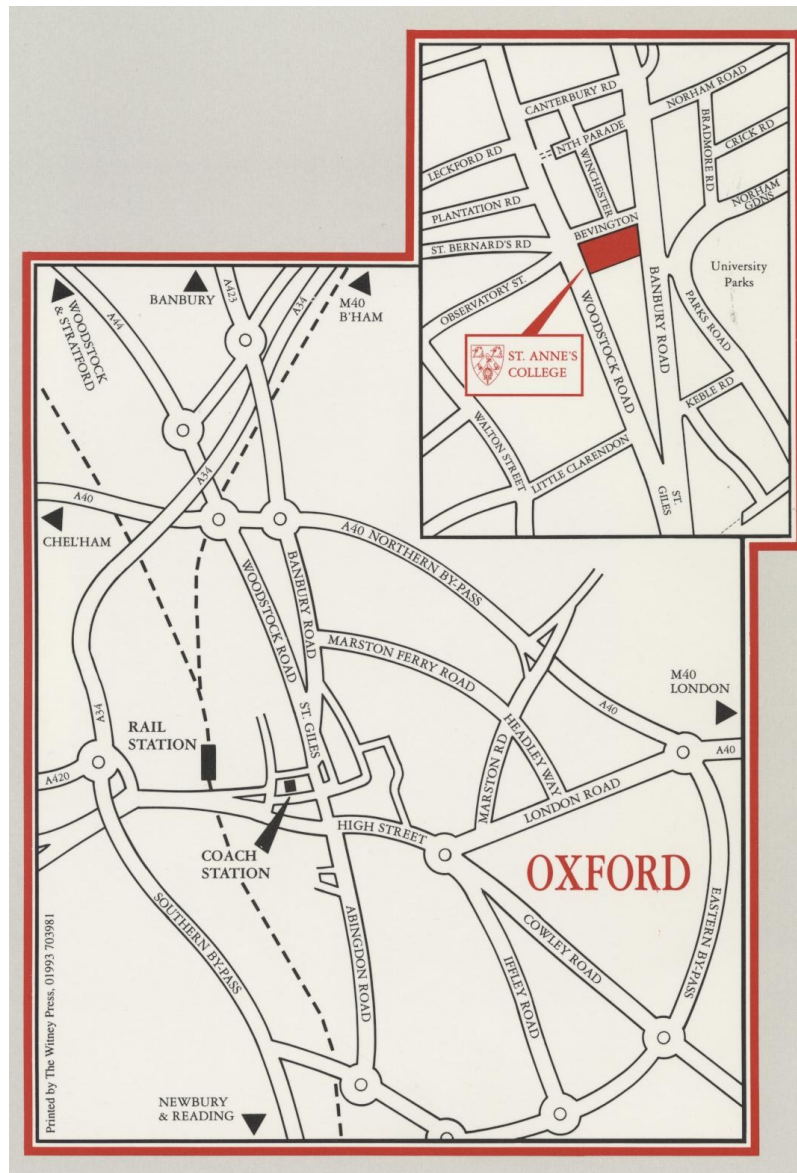 CANTERBURY RD
NORHAM ROAD
NTH PARADE
BRADMORE RD
CRICK RD
LECKFORD RD
WINCHESTER
PLANTATION RD
NORHAM
GDNS
BEVINGTON
ST. BERNARD'S RD
University
Parks
OBSERVATORY ST.
BANBURY ROAD
PARKS ROAD
WOODSTOCK ROAD
ST. ANNE'S
COLLEGE
KEBLE RD
WALTON STREET
LITTLE CLARENDON
ST.
GILES
WOODSTOCK
& STRATFORD
A44
BANBURY
A423
A34
M40
B'HAM
A34
A40
CHEL'HAM
A40 NORTHERN BY-PASS
WOODSTOCK ROAD
BANBURY ROAD
MARSTON FERRY ROAD
M40
LONDON
A34
RAIL
STATION
ST. GILES
MARSTON RD
HEADLEY WAY
A40
A40
A420
LONDON ROAD
HIGH STREET
COACH
STATION
OXFORD
SOUTHERN BY-PASS
ABINGDON ROAD
IFFLEY ROAD
COWLEY ROAD
EASTERN BY-PASS
NEWBURY
& READING
Printed by The Witney Press, 01993 703981